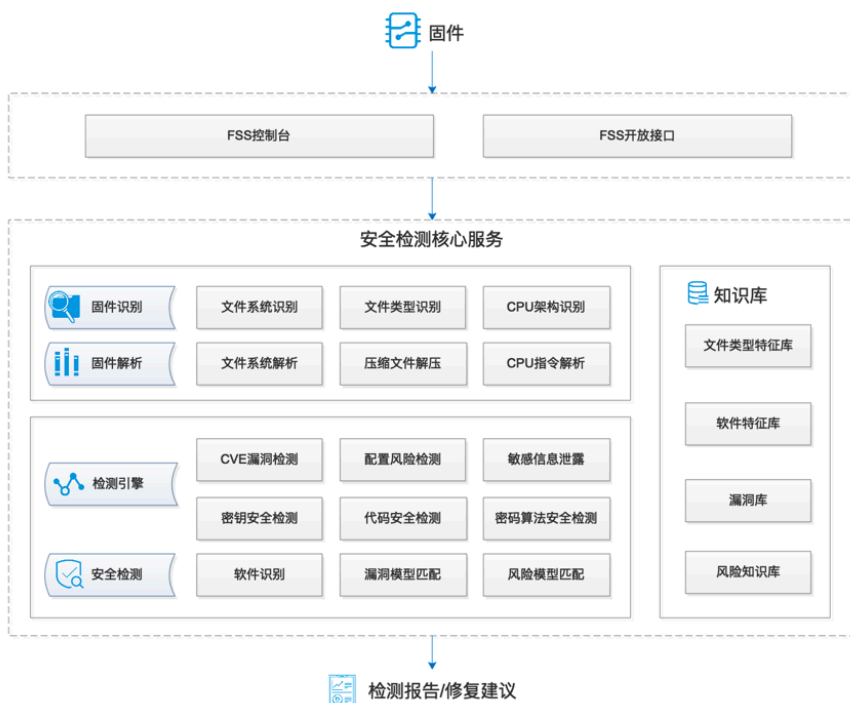 固件
FSS控制台
FSS开放接口
安全检测核心服务
固件识别
文件系统识别
文件类型识别
CPU架构识别
固件解析
文件系统解析
压缩文件解压
CPU指令解析
检测引擎
CVE漏洞检测
配置风险检测
敏感信息泄露
密钥安全检测
代码安全检测
密码算法安全检测
安全检测
软件识别
漏洞模型匹配
风险模型匹配
知识库
文件类型特征库
软件特征库
漏洞库
风险知识库
检测报告/修复建议